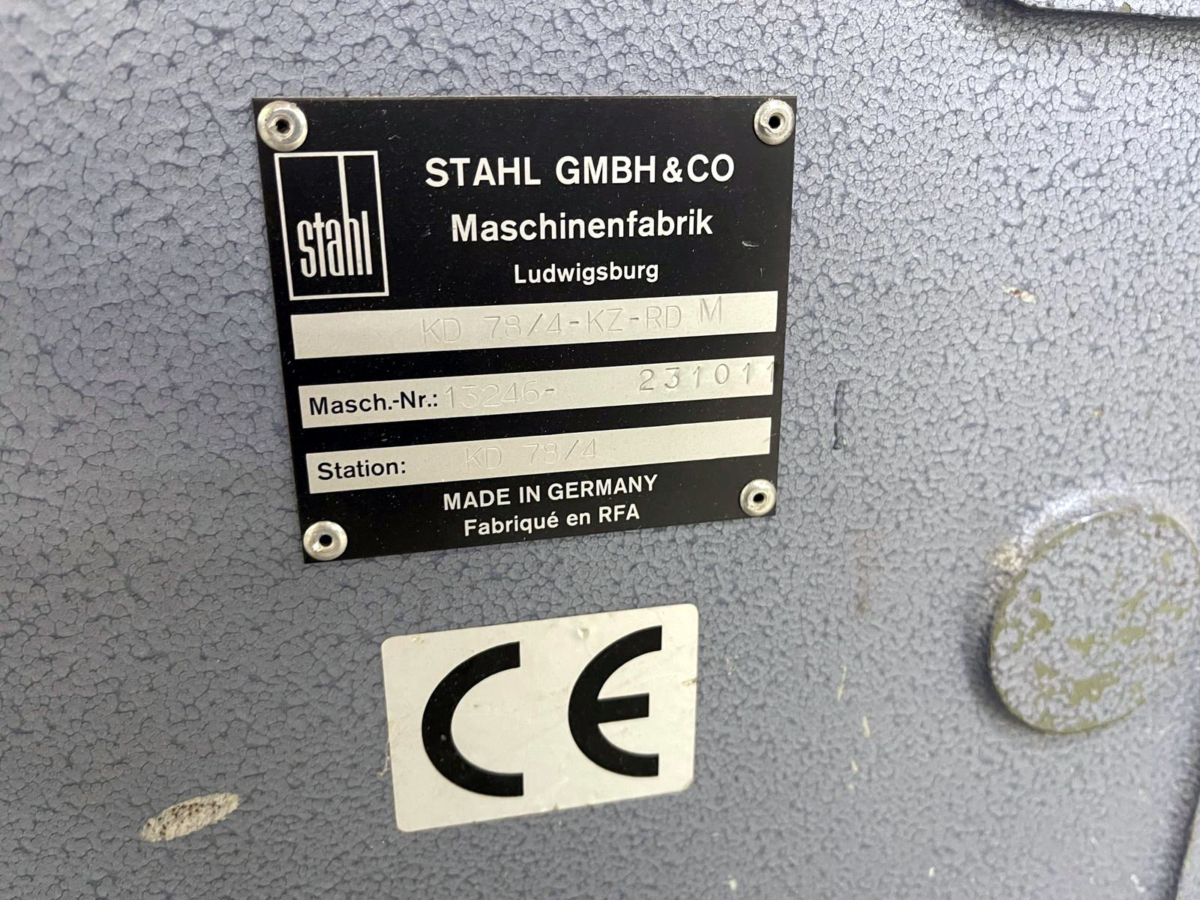 stahl
STAHL GMBH & CO
Maschinenfabrik
Ludwigsburg
KD 78/4-KZ-RD M
Masch.-Nr.: 13246- 231011
Station: KD 78/4
MADE IN GERMANY
Fabriqué en RFA
CE